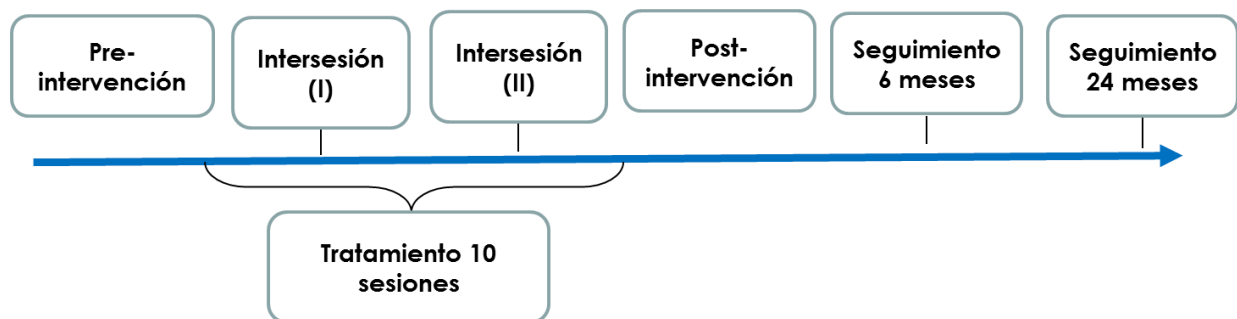 Pre-
intervención
Intersesión
(I)
Intersesión
(II)
Post-
intervención
Seguimiento
6 meses
Seguimiento
24 meses
Tratamiento 10
sesiones